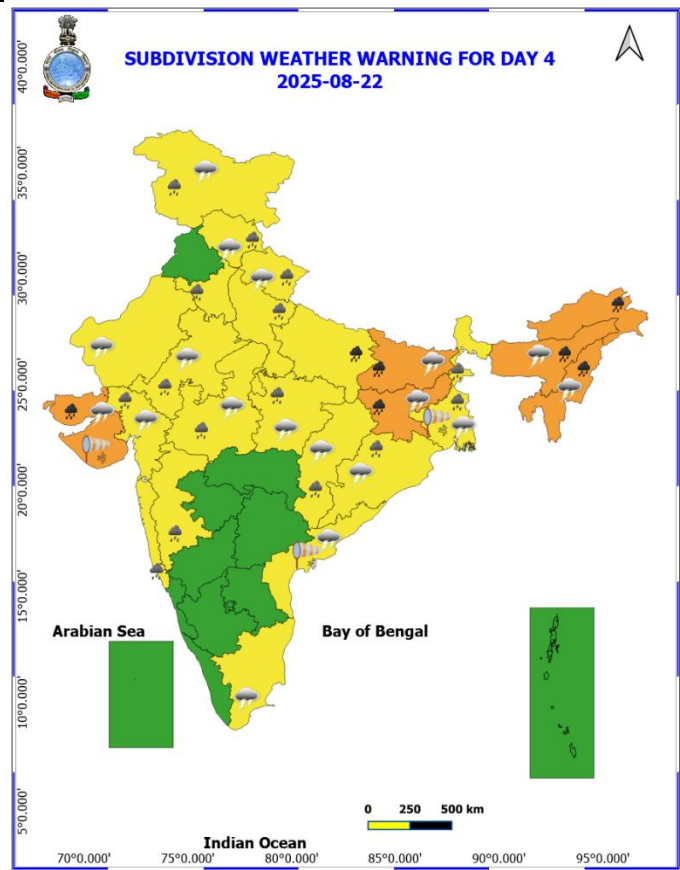 SUBDIVISION WEATHER WARNING FOR DAY 4
2025-08-22
40°0.000'
35°0.000'
30°0.000'
25°0.000'
20°0.000'
15°0.000'
10°0.000'
5°0.000'
Arabian Sea
Bay of Bengal
0 250 500 km
Indian Ocean
70°0.000' 75°0.000' 80°0.000' 85°0.000' 90°0.000' 95°0.000'